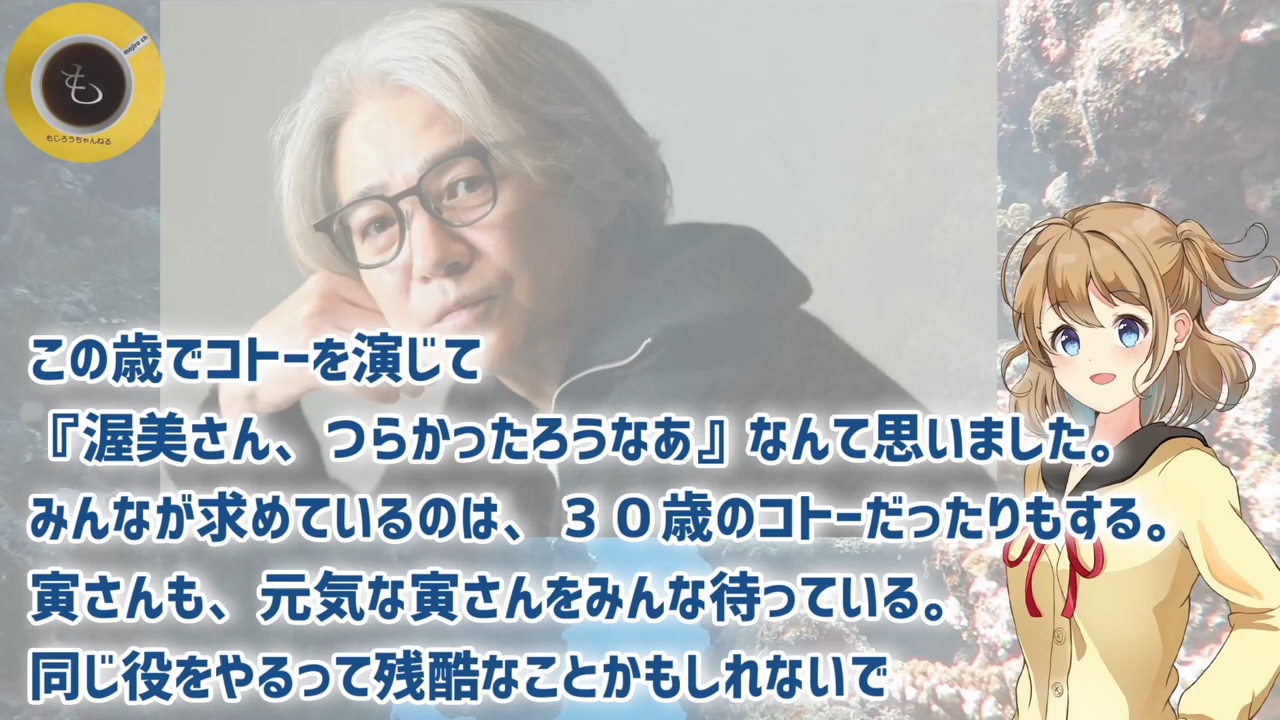 mojiro ch
も
もじろうちゃんねる
この歳でコトーを演じて
『渥美さん、つらかったろうなあ』なんて思いました。
みんなが求めているのは、３０歳のコトーだったりもする。
寅さんも、元気な寅さんをみんな待っている。
同じ役をやるって残酷なことかもしれないで